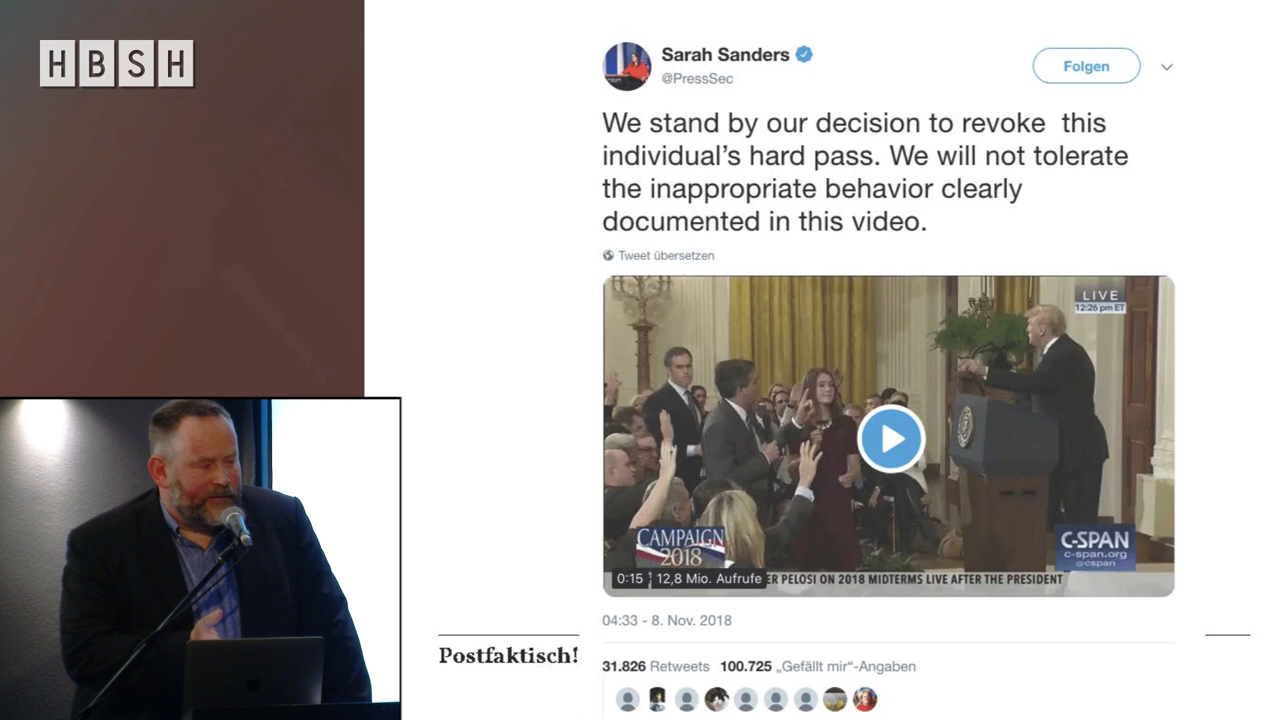 HBSH
Sarah Sanders
@PressSec
Folgen
We stand by our decision to revoke  this
individual's hard pass. We will not tolerate
the inappropriate behavior clearly
documented in this video.
Tweet übersetzen
LIVE
12:26 pm ET
CAMPAIGN
2018
C-SPAN
c-span.org
@cspan
0:15 12,8 Mio. Aufrufe
ER PELOSI ON 2018 MIDTERMS LIVE AFTER THE PRESIDENT
04:33 - 8. Nov. 2018
Postfaktisch!
31.826 Retweets 100.725 „Gefällt mir“-Angaben